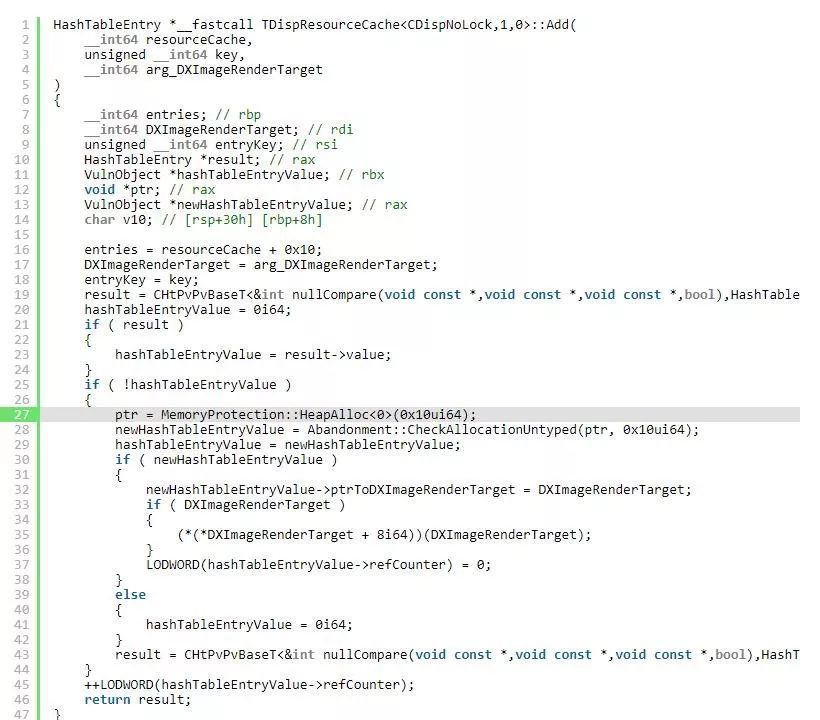 1 HashTableEntry *__fastcall TDispResourceCache<CDispNoLock,1,0>::Add(
2 __int64 resourceCache,
3 unsigned __int64 key,
4 __int64 arg_DXImageRenderTarget
5 )
6 {
7 __int64 entries; // rbp
8 __int64 DXImageRenderTarget; // rdi
9 unsigned __int64 entryKey; // rsi
10 HashTableEntry *result; // rax
11 VulnObject *hashTableEntryValue; // rbx
12 void *ptr; // rax
13 VulnObject *newHashTableEntryValue; // rax
14 char v10; // [rsp+30h] [rbp+8h]
15
16 entries = resourceCache + 0x10;
17 DXImageRenderTarget = arg_DXImageRenderTarget;
18 entryKey = key;
19 result = CHtPvPvBaseT<&int nullCompare(void const *,void const *,void const *,bool),HashTable
20 hashTableEntryValue = 0i64;
21 if ( result )
22 {
23 hashTableEntryValue = result->value;
24 }
25 if ( !hashTableEntryValue )
26 {
27 ptr = MemoryProtection::HeapAlloc<0>(0x10ui64);
28 newHashTableEntryValue = Abandonment::CheckAllocationUntyped(ptr, 0x10ui64);
29 hashTableEntryValue = newHashTableEntryValue;
30 if ( newHashTableEntryValue )
31 {
32 newHashTableEntryValue->ptrToDXImageRenderTarget = DXImageRenderTarget;
33 if ( DXImageRenderTarget )
34 {
35 (*(*DXImageRenderTarget + 8i64))(DXImageRenderTarget);
36 }
37 LODWORD(hashTableEntryValue->refCounter) = 0;
38 }
39 else
40 {
41 hashTableEntryValue = 0i64;
42 }
43 result = CHtPvPvBaseT<&int nullCompare(void const *,void const *,void const *,bool),HashT
44 }
45 ++LODWORD(hashTableEntryValue->refCounter);
46 return result;
47 }